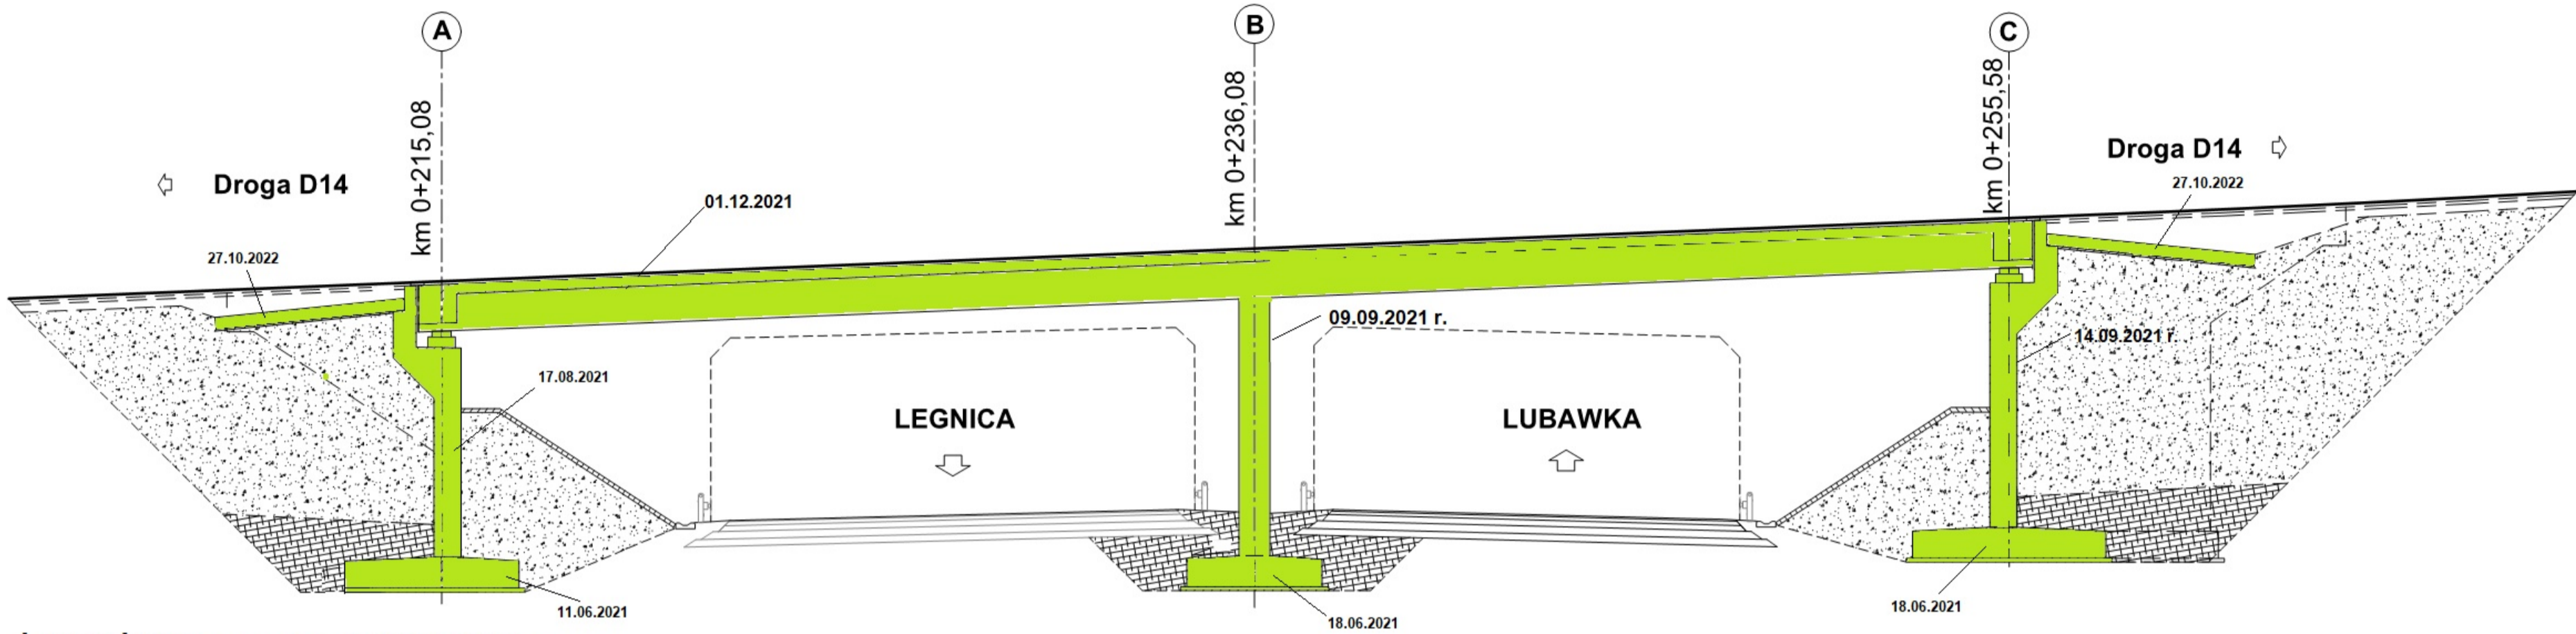 A
B
C
km 0+215,08
km 0+236,08
km 0+255,58
Droga D14
Droga D14
27.10.2022
01.12.2021
27.10.2022
09.09.2021 r.
14.09.2021 r.
17.08.2021
LEGNICA
LUBAWKA
11.06.2021
18.06.2021
18.06.2021